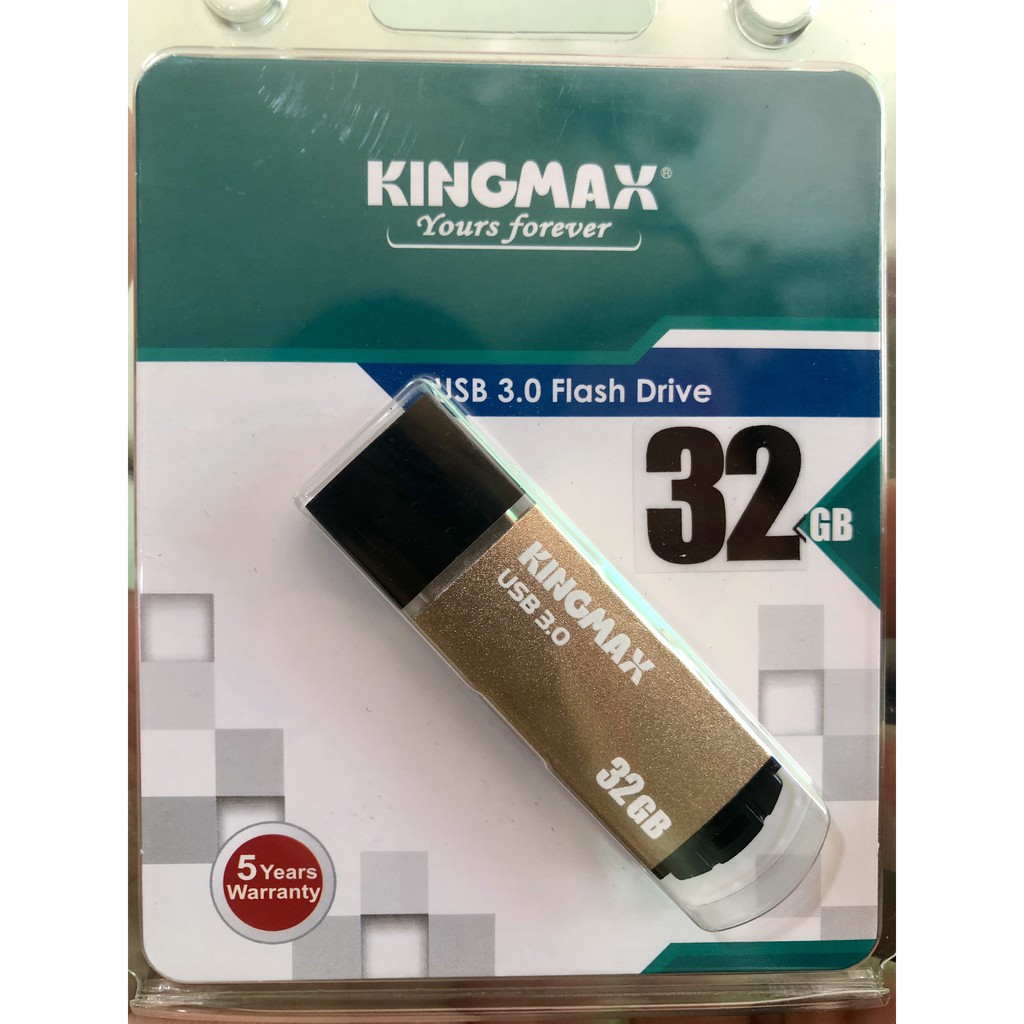 KINGMAX®
Yours forever
USB 3.0 Flash Drive
32
GB
KINGMAX
USB 3.0
32GB
5 Years
Warranty